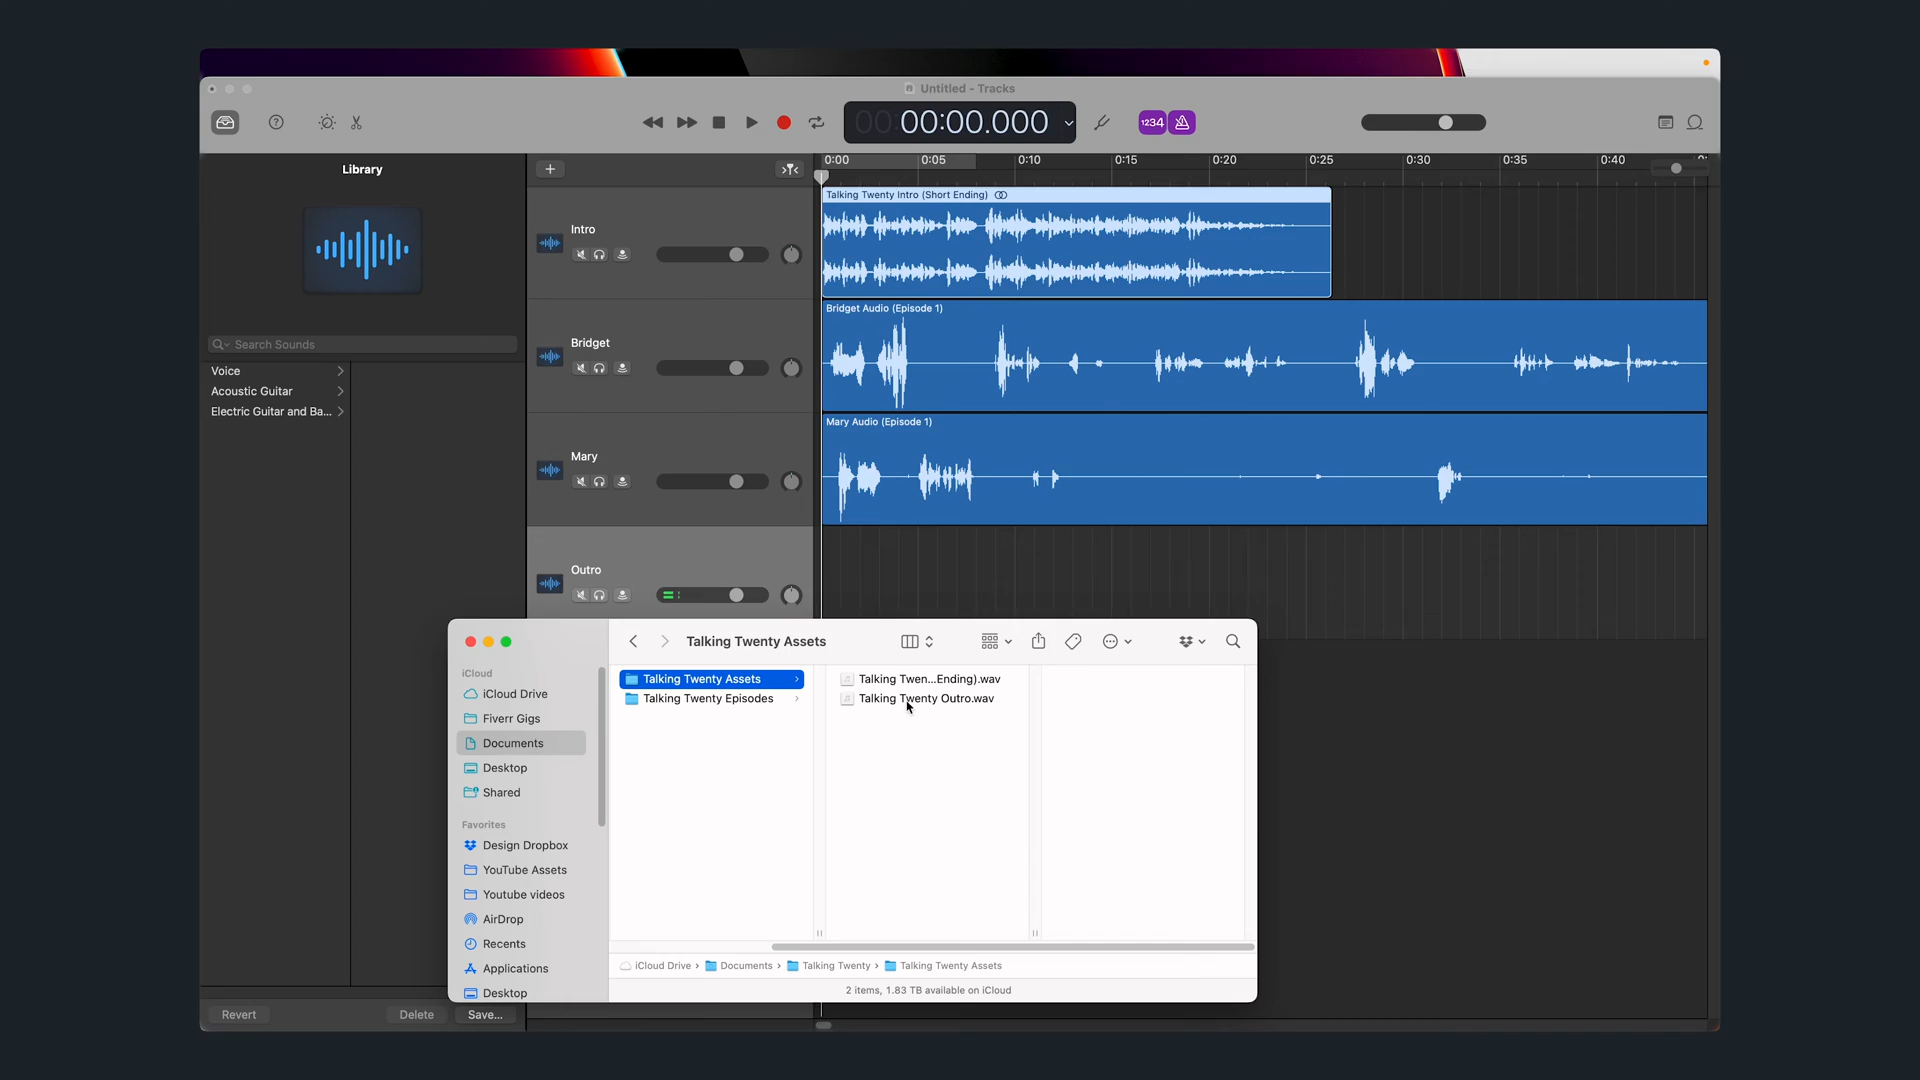 Untitled - Tracks
00:00:00.000
1234
Library
0:00
0:05
0:10
0:15
0:20
0:25
0:30
0:35
0:40
Talking Twenty Intro (Short Ending)
Intro
Bridget Audio (Episode 1)
Bridget
Search Sounds
Voice
Acoustic Guitar
Electric Guitar and Ba...
Mary Audio (Episode 1)
Mary
Outro
Talking Twenty Assets
iCloud
iCloud Drive
Fiverr Gigs
Documents
Desktop
Shared
Favorites
Design Dropbox
YouTube Assets
Youtube videos
AirDrop
Recents
Applications
Desktop
Talking Twenty Assets
Talking Twenty Episodes
Talking Twen...Ending).wav
Talking Twenty Outro.wav
iCloud Drive › Documents › Talking Twenty › Talking Twenty Assets
2 items, 1.83 TB available on iCloud
Revert
Delete
Save...